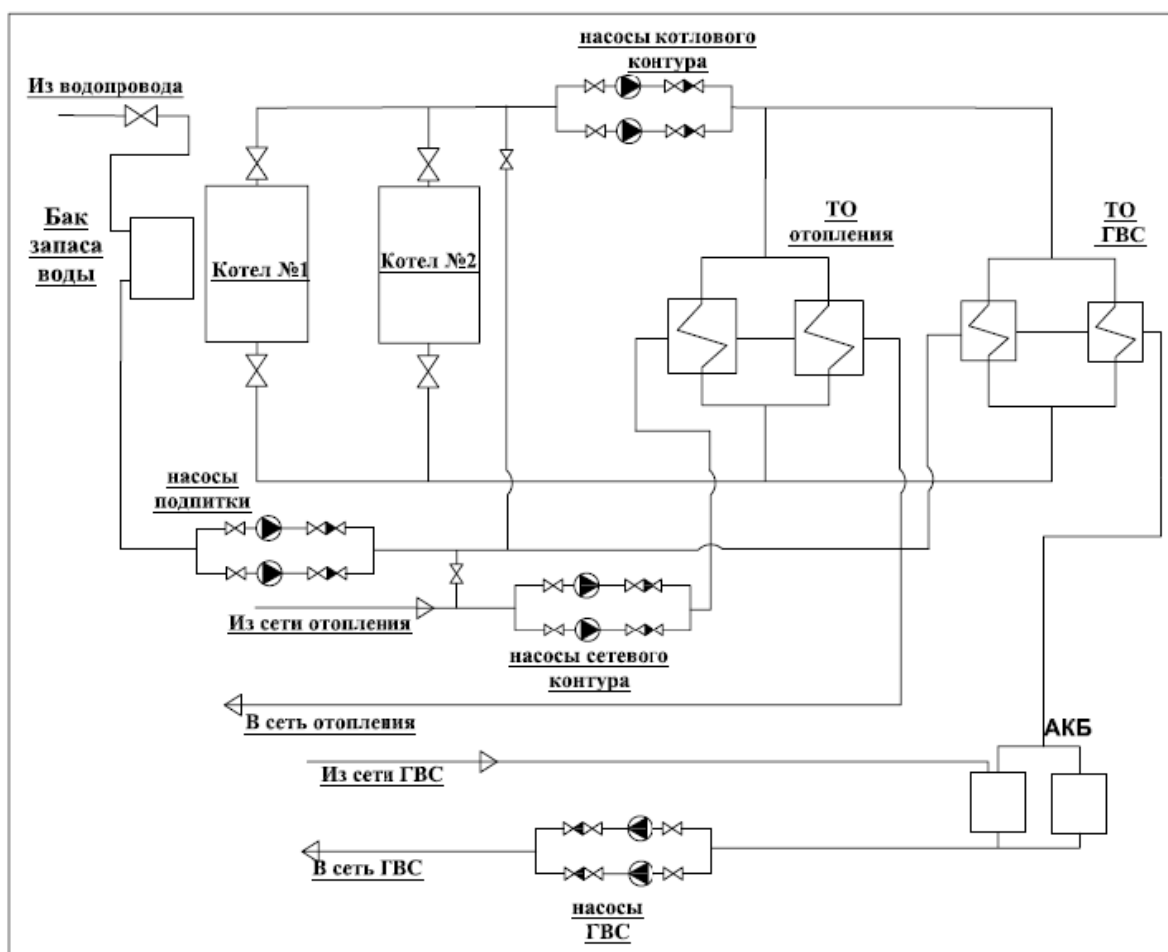 насосы котлового
контура
Из водопровода
Бак
запаса
воды
Котел №1
Котел №2
ТО
отопления
ТО
ГВС
насосы
подпитки
Из сети отопления
насосы сетевого
контура
В сеть отопления
АКБ
Из сети ГВС
В сеть ГВС
насосы
ГВС